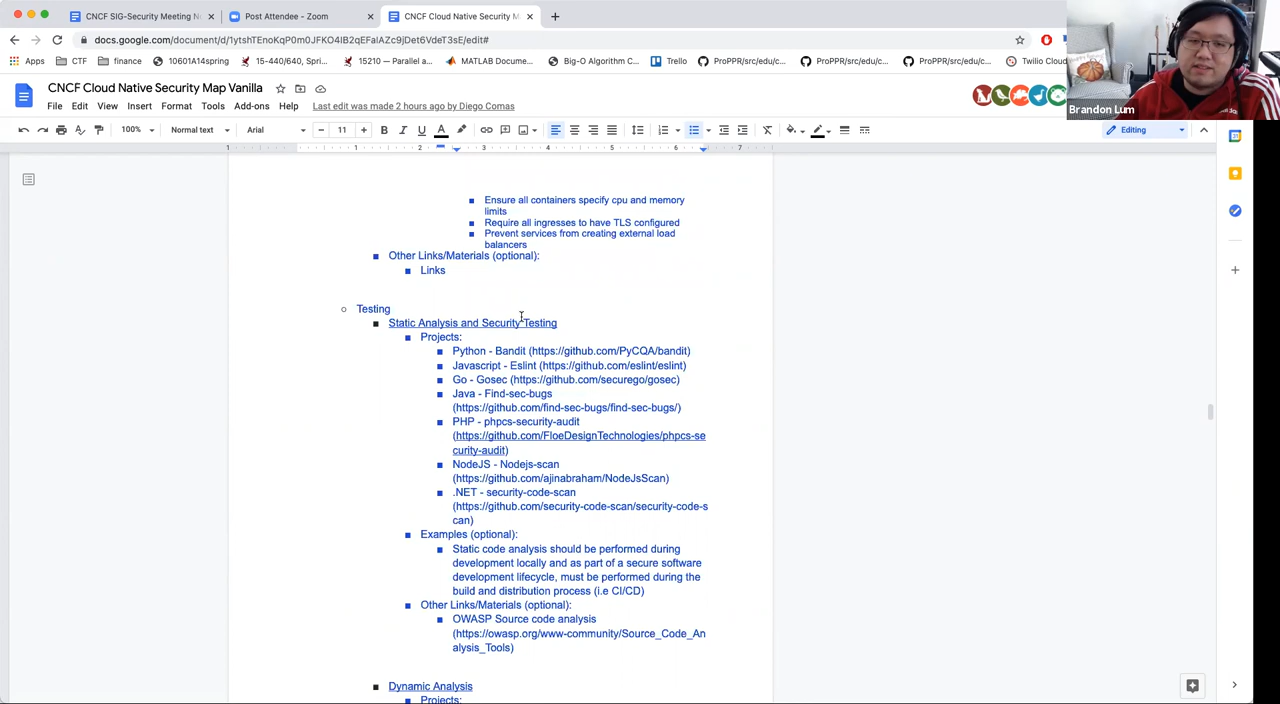 CNCF SIG-Security Meeting N
Post Attendee - Zoom
CNCF Cloud Native Security M
docs.google.com/document/d/1ytshTEnoKqP0m0JFKO4IB2qEFaIAZc9jDet6VdeT3sE/edit#
Apps
CTF
finance
10601A14spring
15-440/640, Spri...
15210 — Parallel a...
MATLAB Docume...
Big-O Algorithm C...
Trello
ProPPR/src/edu/c...
ProPPR/src/edu/c...
ProPPR/src/edu/c...
Twilio Clou
CNCF Cloud Native Security Map Vanilla
File Edit View Insert Format Tools Add-ons Help Last edit was made 2 hours ago by Diego Comas
Brandon Lum
100% Normal text Arial 11 Editing
1 1 2 3 4 5 6 7
Ensure all containers specify cpu and memory
limits
Require all ingresses to have TLS configured
Prevent services from creating external load
balancers
Other Links/Materials (optional):
Links
Testing
Static Analysis and Security Testing
Projects:
Python - Bandit (https://github.com/PyCQA/bandit)
Javascript - Eslint (https://github.com/eslint/eslint)
Go - Gosec (https://github.com/securego/gosec)
Java - Find-sec-bugs
(https://github.com/find-sec-bugs/find-sec-bugs/)
PHP - phpcs-security-audit
(https://github.com/FloeDesignTechnologies/phpcs-se
curity-audit)
NodeJS - Nodejs-scan
(https://github.com/ajinabraham/NodeJsScan)
.NET - security-code-scan
(https://github.com/security-code-scan/security-code-s
can)
Examples (optional):
Static code analysis should be performed during
development locally and as part of a secure software
development lifecycle, must be performed during the
build and distribution process (i.e CI/CD)
Other Links/Materials (optional):
OWASP Source code analysis
(https://owasp.org/www-community/Source_Code_An
alysis_Tools)
Dynamic Analysis
Projects: